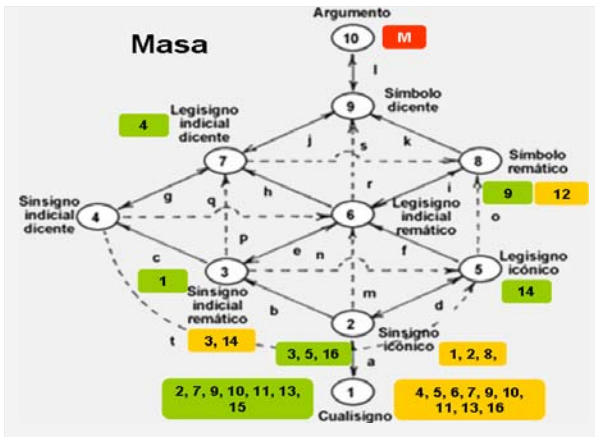 Argumento
Masa
10
M
l
Símbolo
dicente
9
Legisigno
indicial
dicente
4
j
s
k
7
8
Símbolo
remático
Sinsigno
indicial
dicente
g
q
h
r
i
9
12
4
6
Legisigno
indicial
remático
o
p
c
e
n
f
Legisigno
icónico
1
3
5
14
Sinsigno
indicial
remático
b
m
d
t
3, 14
2
3, 5, 16
Sinsigno
icónico
1, 2, 8,
a
2, 7, 9, 10, 11, 13,
15
1
4, 5, 6, 7, 9, 10,
11, 13, 16
Cualisigno